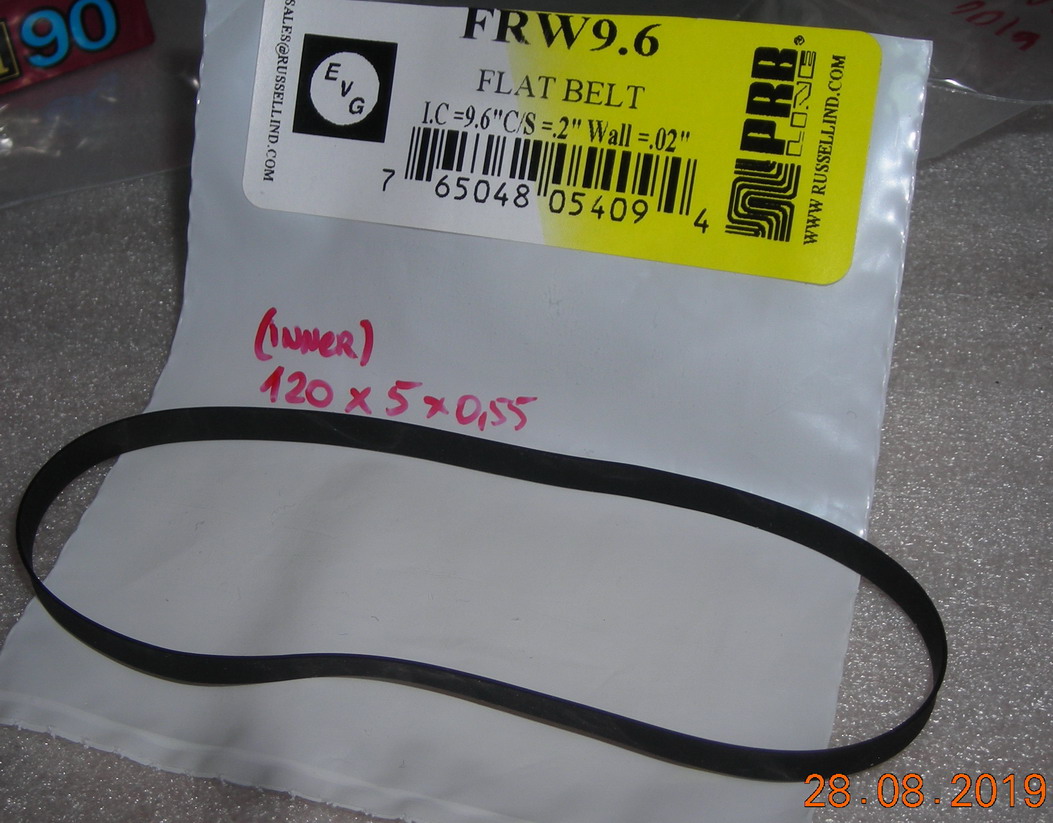 90
SALES@RUSSELLIND.COM
EVG
FRW9.6
FLAT BELT
I.C =9.6"C/S =.2" Wall =.02"
7 65048 05409 4
PRB®
LINE
WWW.RUSSELLIND.COM
2019
(INNER)
120 x 5 x 0,55
28.08.2019